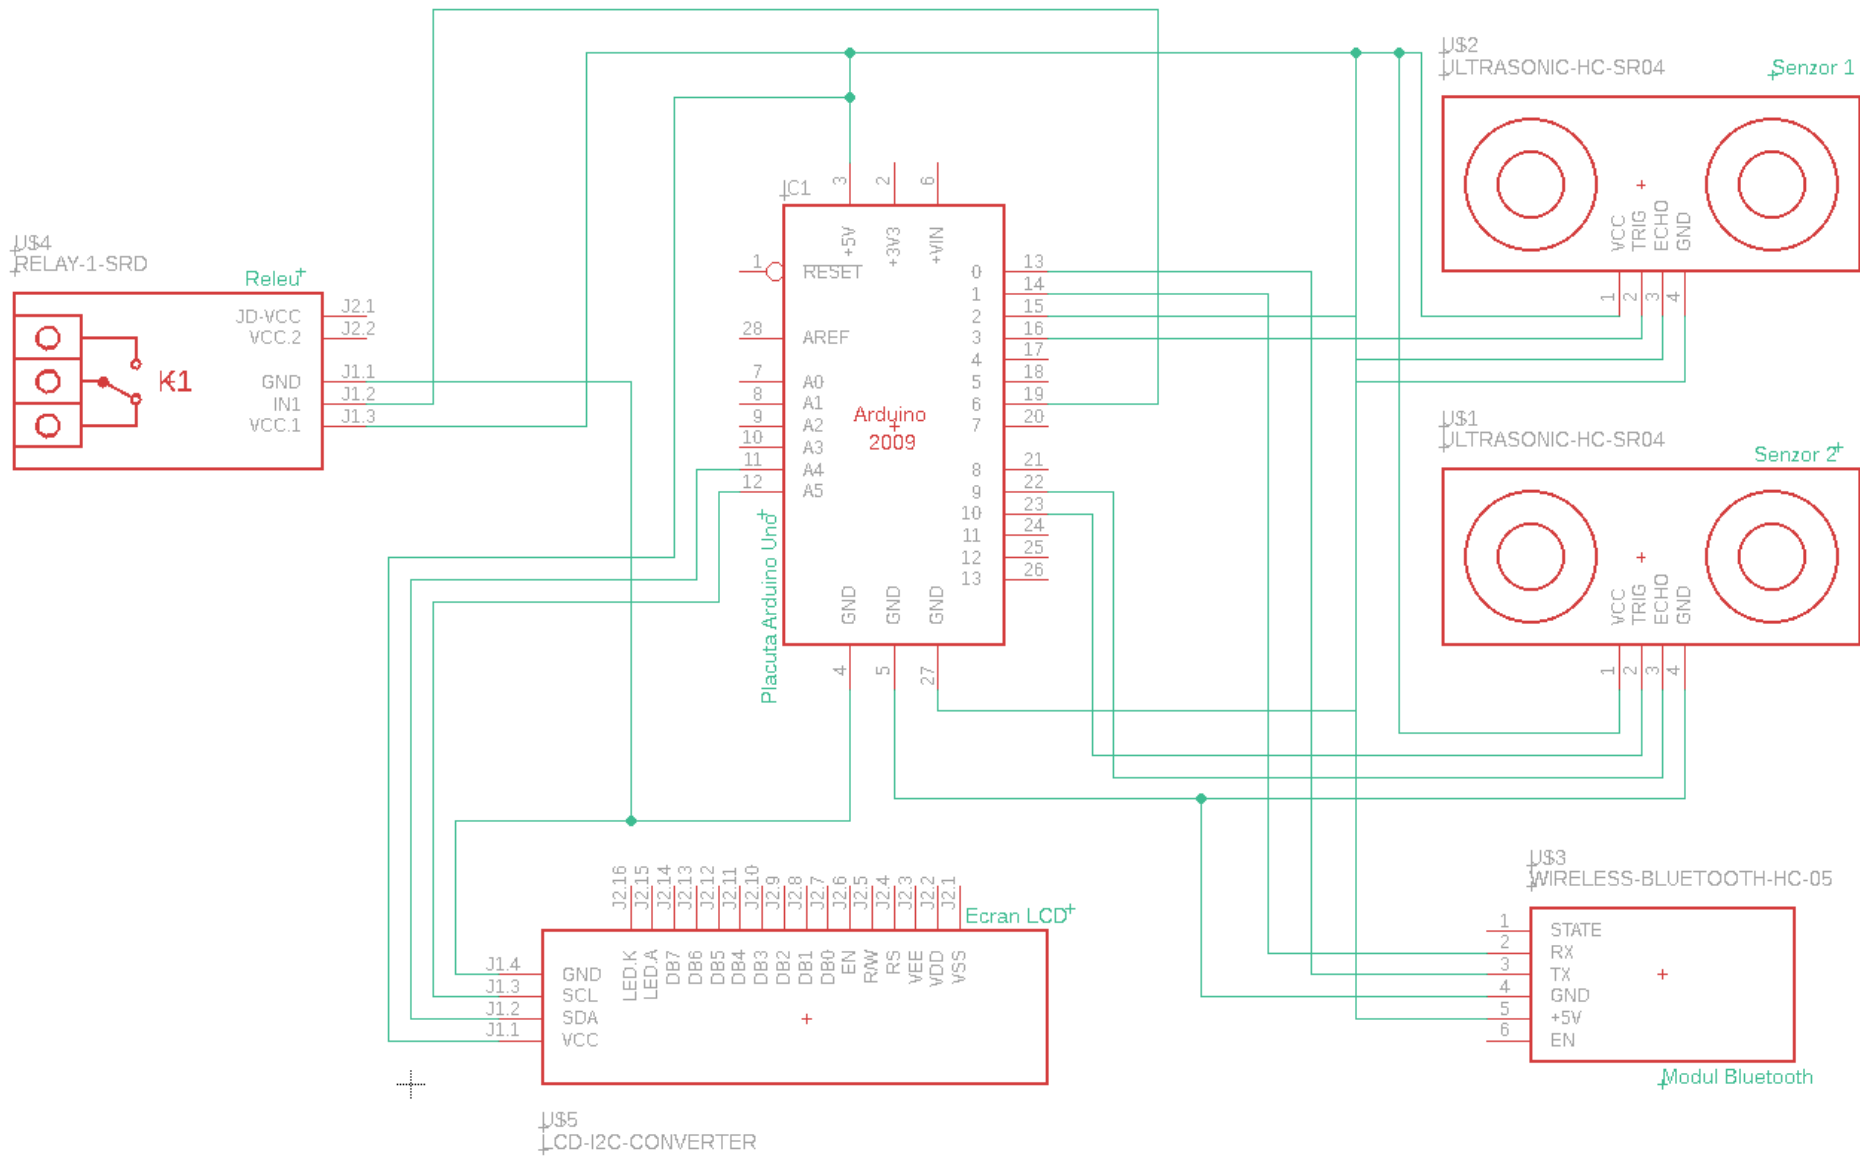 U$2
ULTRASONIC-HC-SR04
Senzor 1
VCC
TRIG
ECHO
GND
1
2
3
4
U$4
RELAY-1-SRD
Releu
JD-VCC J2.1
VCC.2 J2.2
GND J1.1
IN1 J1.2
VCC.1 J1.3
K1
IC1
3
2
6
+5V
+3V3
+VIN
1 RESET
28 AREF
7 A0
8 A1
9 A2
10 A3
11 A4
12 A5
Arduino
2009
0 13
1 14
2 15
3 16
4 17
5 18
6 19
7 20
8 21
9 22
10 23
11 24
12 25
13 26
GND
GND
GND
4
5
27
Placuta Arduino Uno
U$1
ULTRASONIC-HC-SR04
Senzor 2
VCC
TRIG
ECHO
GND
1
2
3
4
J2.16
J2.15
J2.14
J2.13
J2.12
J2.11
J2.10
J2.9
J2.8
J2.7
J2.6
J2.5
J2.4
J2.3
J2.2
J2.1
Ecran LCD
LED.K
LED.A
DB7
DB6
DB5
DB4
DB3
DB2
DB1
DB0
EN
R/W
RS
VEE
VDD
VSS
J1.4 GND
J1.3 SCL
J1.2 SDA
J1.1 VCC
U$5
LCD-I2C-CONVERTER
U$3
WIRELESS-BLUETOOTH-HC-05
1 STATE
2 RX
3 TX
4 GND
5 +5V
6 EN
Modul Bluetooth